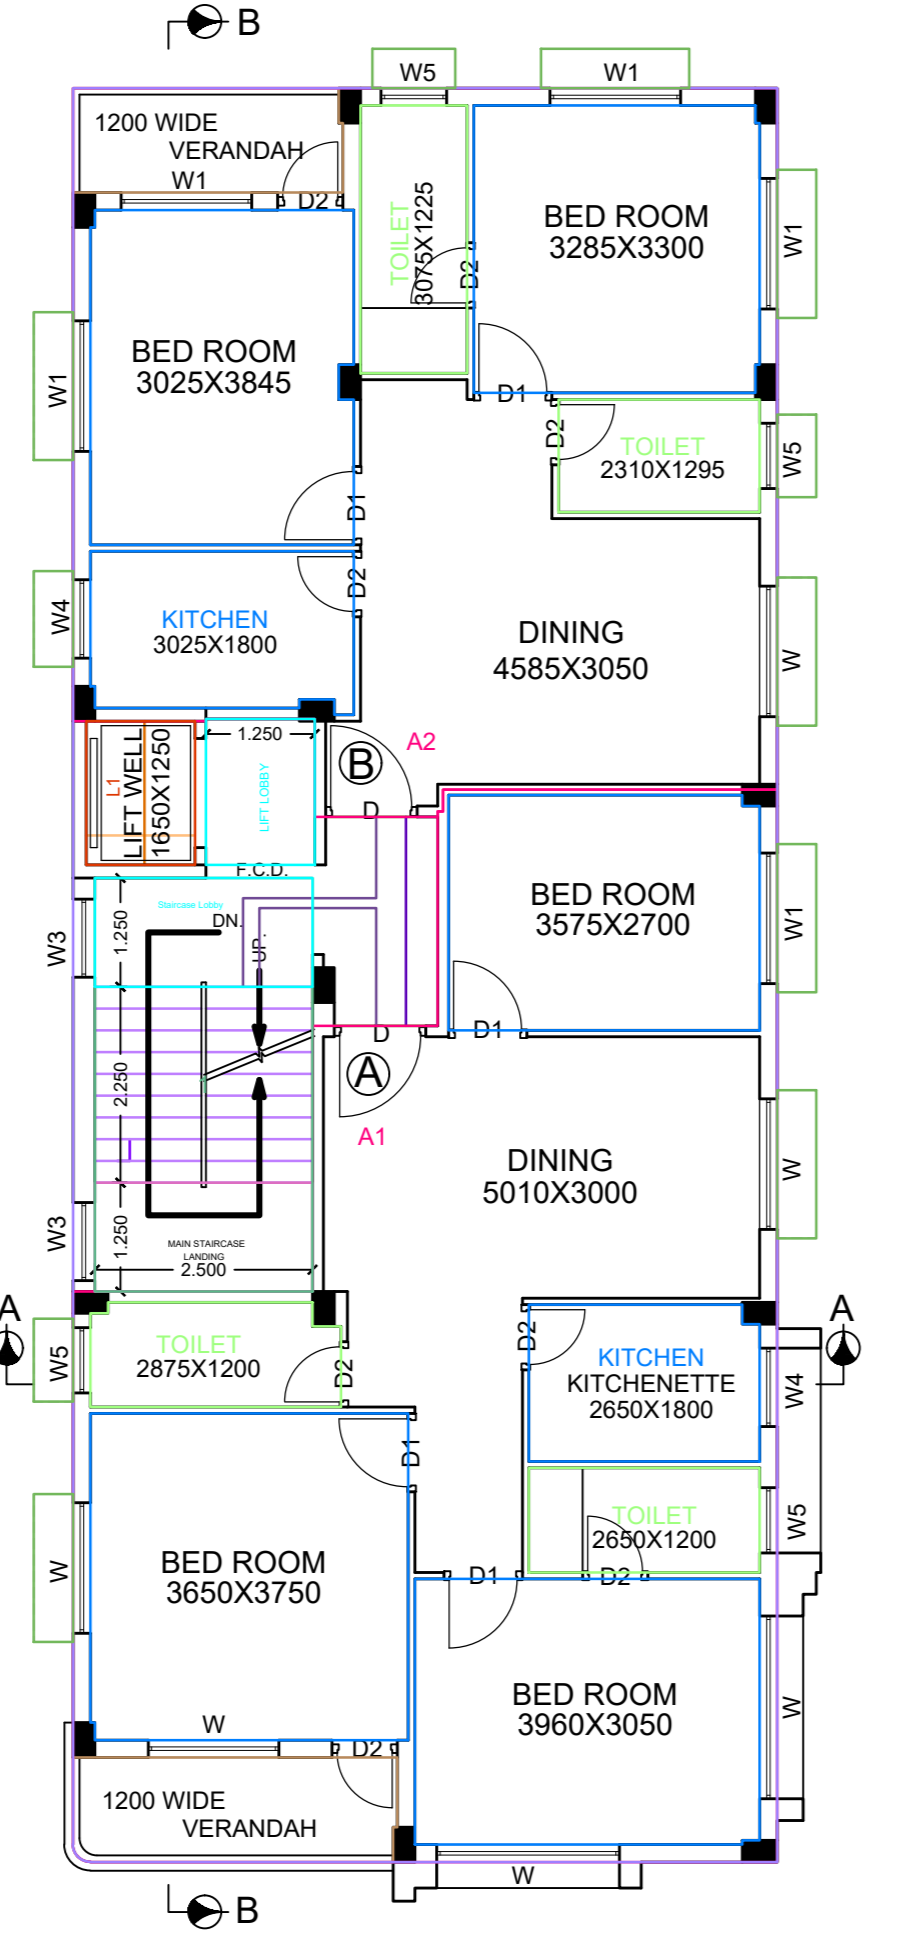 B
W5
W1
1200 WIDE
VERANDAH
W1
D2
TOILET
3075X1225
D2
BED ROOM
3285X3300
W1
BED ROOM
3025X3845
W1
D1
D1
D2
TOILET
2310X1295
W5
KITCHEN
3025X1800
D2
W4
DINING
4585X3050
W
1.250
L1
LIFT WELL
1650X1250
LIFT LOBBY
B
A2
D
F.C.D.
BED ROOM
3575X2700
W1
Staircase Lobby
DN.
UP.
1.250
W3
D1
D
A
A1
2.250
DINING
5010X3000
W
W3
1.250
MAIN STAIRCASE
LANDING
2.500
A
A
W5
TOILET
2875X1200
D2
D2
KITCHEN
KITCHENETTE
2650X1800
W4
D1
TOILET
2650X1200
W5
BED ROOM
3650X3750
W
D1
D2
BED ROOM
3960X3050
W
W
D2
1200 WIDE
VERANDAH
W
B